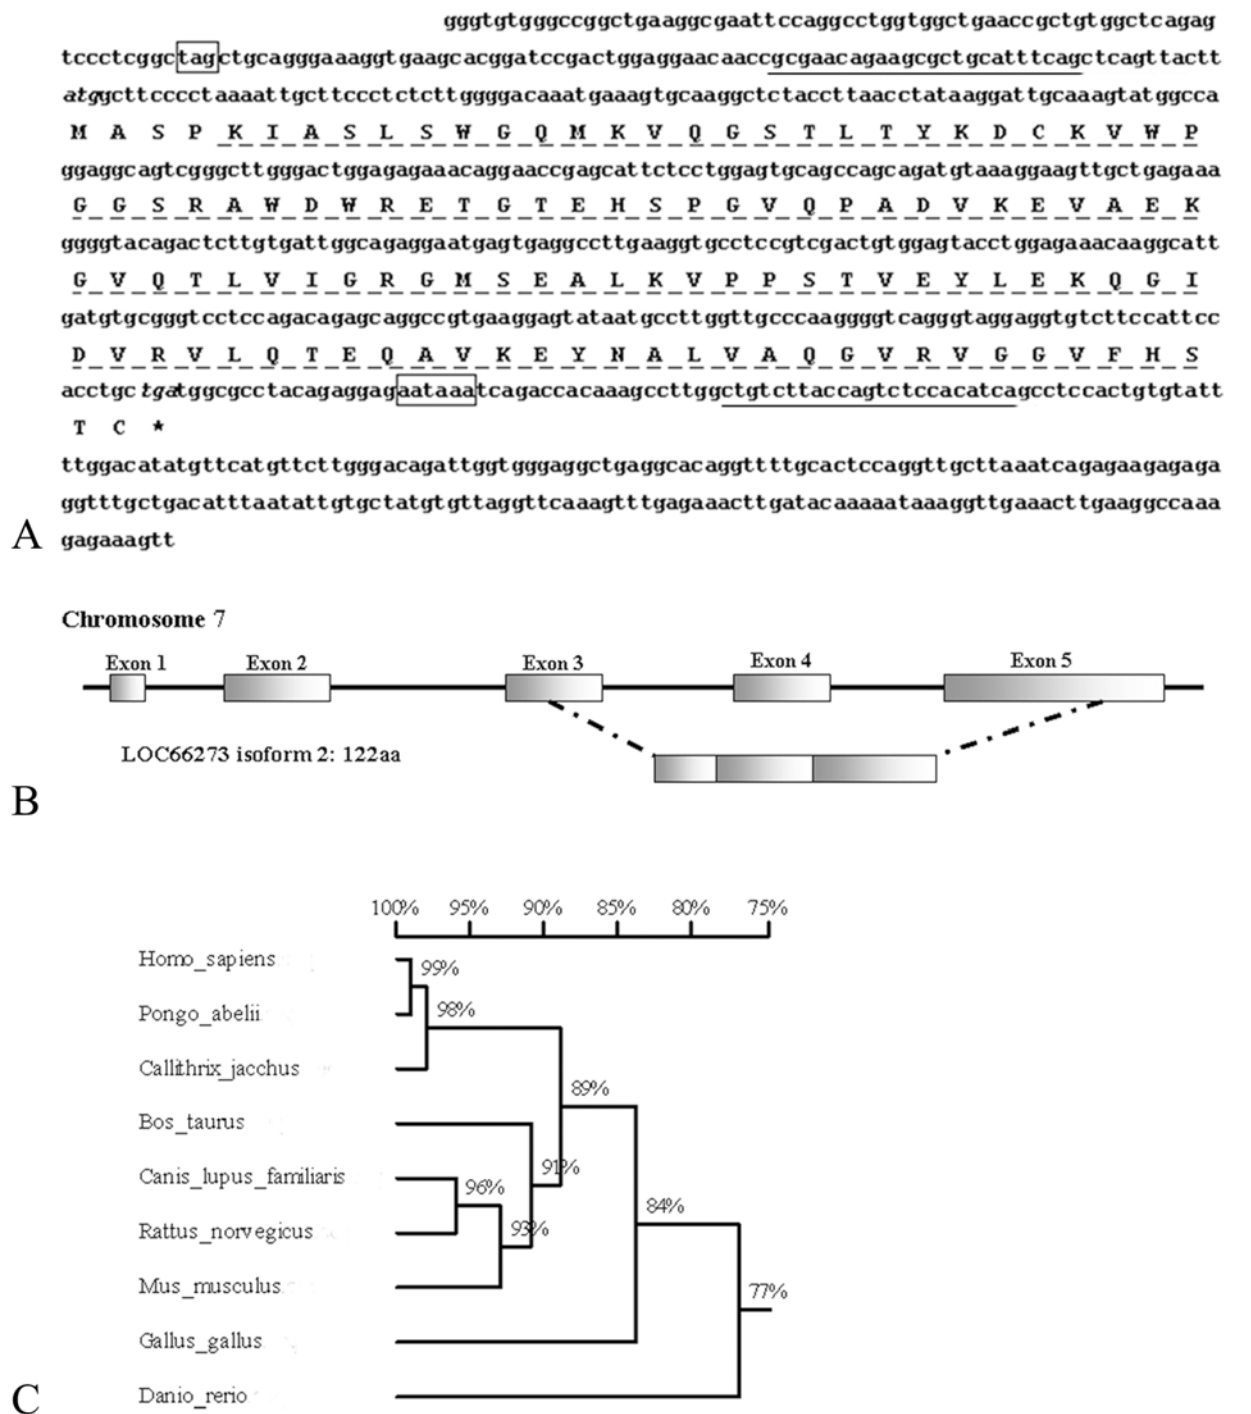 gggtgtgggccggctgaaggcgaattccaggcctggtggctgaaccgctgtggctcagag
tccctcggctagctgcagggaaaggtgaagcacggatccgactggaggaacaaccgcgaacagaagcgctgcatttcagctcagttactt
atggcttcccctaaaattgcttccctctcttggggacaaatgaaagtgcaaggctctaccttaacctataaggattgcaaagtatggcca
M A S P K I A S L S W G Q M K V Q G S T L T Y K D C K V W P
ggaggcagtcgggcttgggactggagagaaacaggaaccgagcattctcctggagtgcagccagcagatgtaaaggaagttgctgagaaa
G G S R A W D W R E T G T E H S P G V Q P A D V K E V A E K
ggggtacagactcttgtgattggcagaggaatgagtgaggccttgaaggtgcctccgtcgactgtggagtacctggagaaacaaggcatt
G V Q T L V I G R G M S E A L K V P P S T V E Y L E K Q G I
gatgtgcgggtcctccagacagagcaggccgtgaaggagtataatgccttggttgcccaaggggtcagggtaggaggtgtcttccattcc
D V R V L Q T E Q A V K E Y N A L V A Q G V R V G G V F H S
acctgctgatggcgcctacagaggagaataaatcagaccacaaagccttggctgtcttaccagtctccacatcagcctccactgtgtatt
T C *
ttggacatatgttcatgttcttgggacagattggtgggaggctgaggcacaggttttgcactccaggttgcttaaatcagagaagagaga
ggtttgctgacatttaatattgtgctatgtgttaggttcaaagtttgagaaacttgatacaaaaataaaggttgaaacttgaaggccaaa
A gagaaagtt
Chromosome 7
Exon 1 Exon 2 Exon 3 Exon 4 Exon 5
LOC66273 isoform 2: 122aa
B
100% 95% 90% 85% 80% 75%
Homo_sapiens
99%
Pongo_abelii
98%
Callithrix_jacchus
89%
Bos_taurus
91%
Canis_lupus_familiaris
96%
84%
Rattus_norvegicus
93%
Mus_musculus
77%
Gallus_gallus
Danio_rerio
C